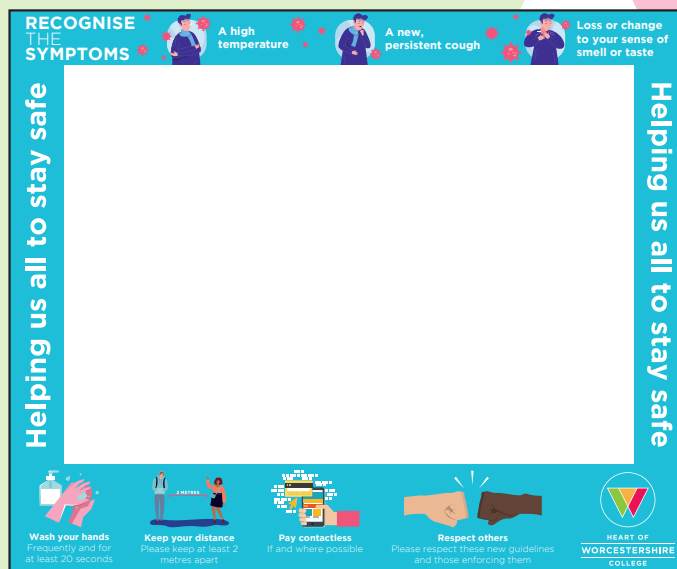 RECOGNISE
THE
SYMPTOMS
A high
temperature
A new,
persistent cough
Loss or change
to your sense of
smell or taste
Helping us all to stay safe
Helping us all to stay safe
2 METRES
Wash your hands
Frequently and for
at least 20 seconds
Keep your distance
Please keep at least 2
metres apart
Pay contactless
If and where possible
Respect others
Please respect these new guidelines
and those enforcing them
HEART OF
WORCESTERSHIRE
COLLEGE